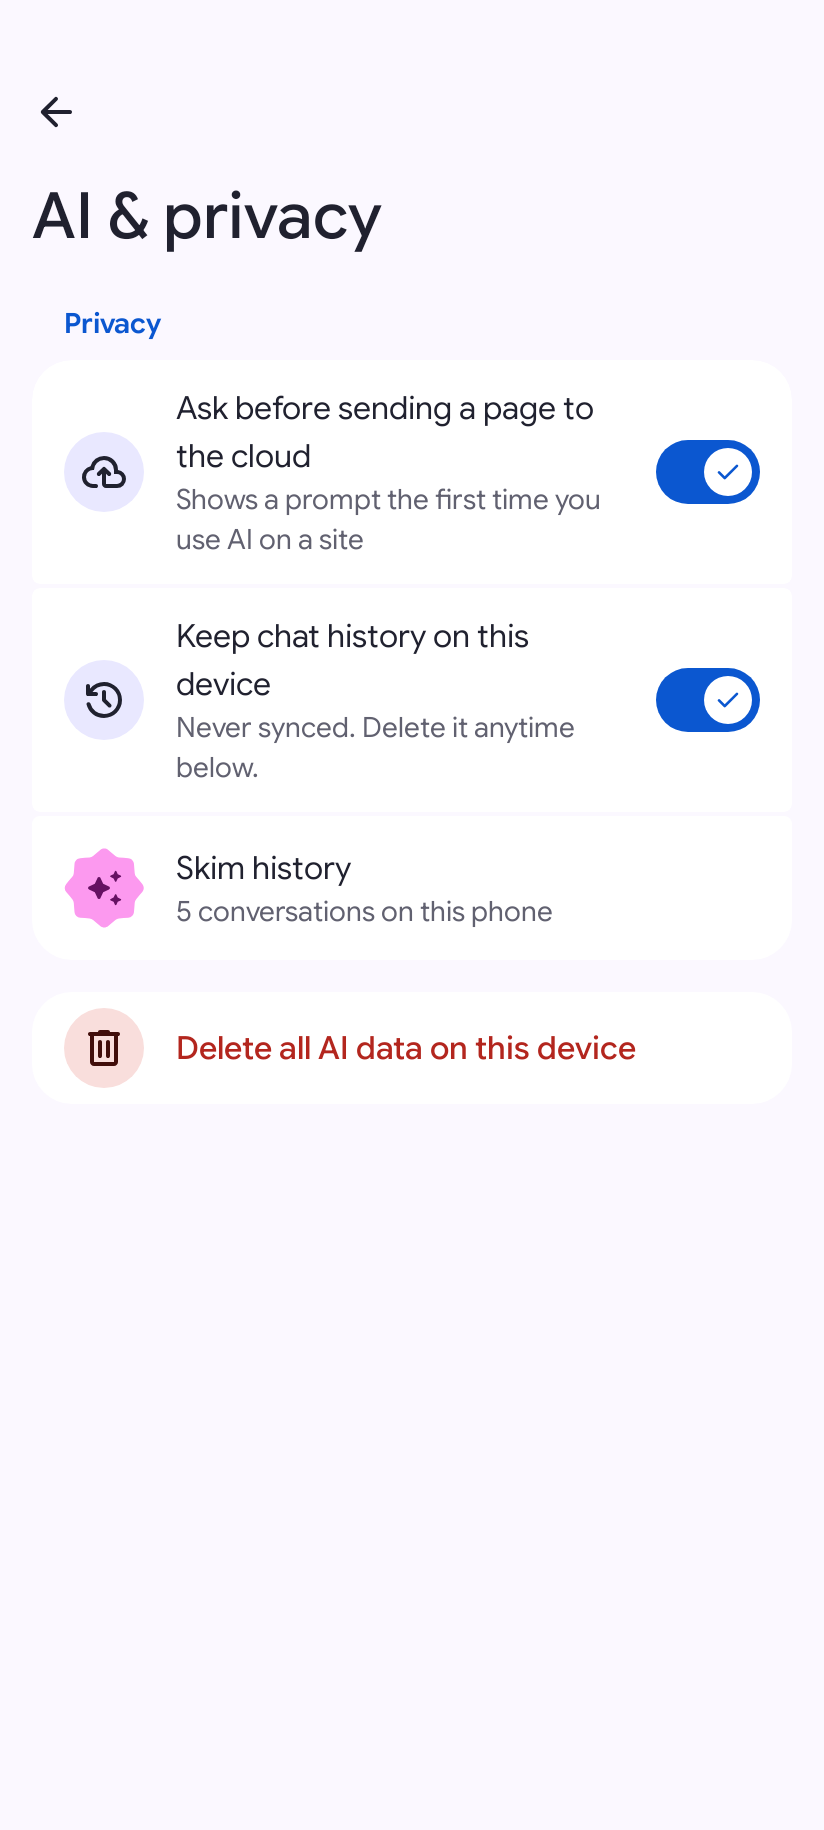 AI & privacy
Privacy
Ask before sending a page to
the cloud
Shows a prompt the first time you
use AI on a site
Keep chat history on this
device
Never synced. Delete it anytime
below.
Skim history
5 conversations on this phone
Delete all AI data on this device